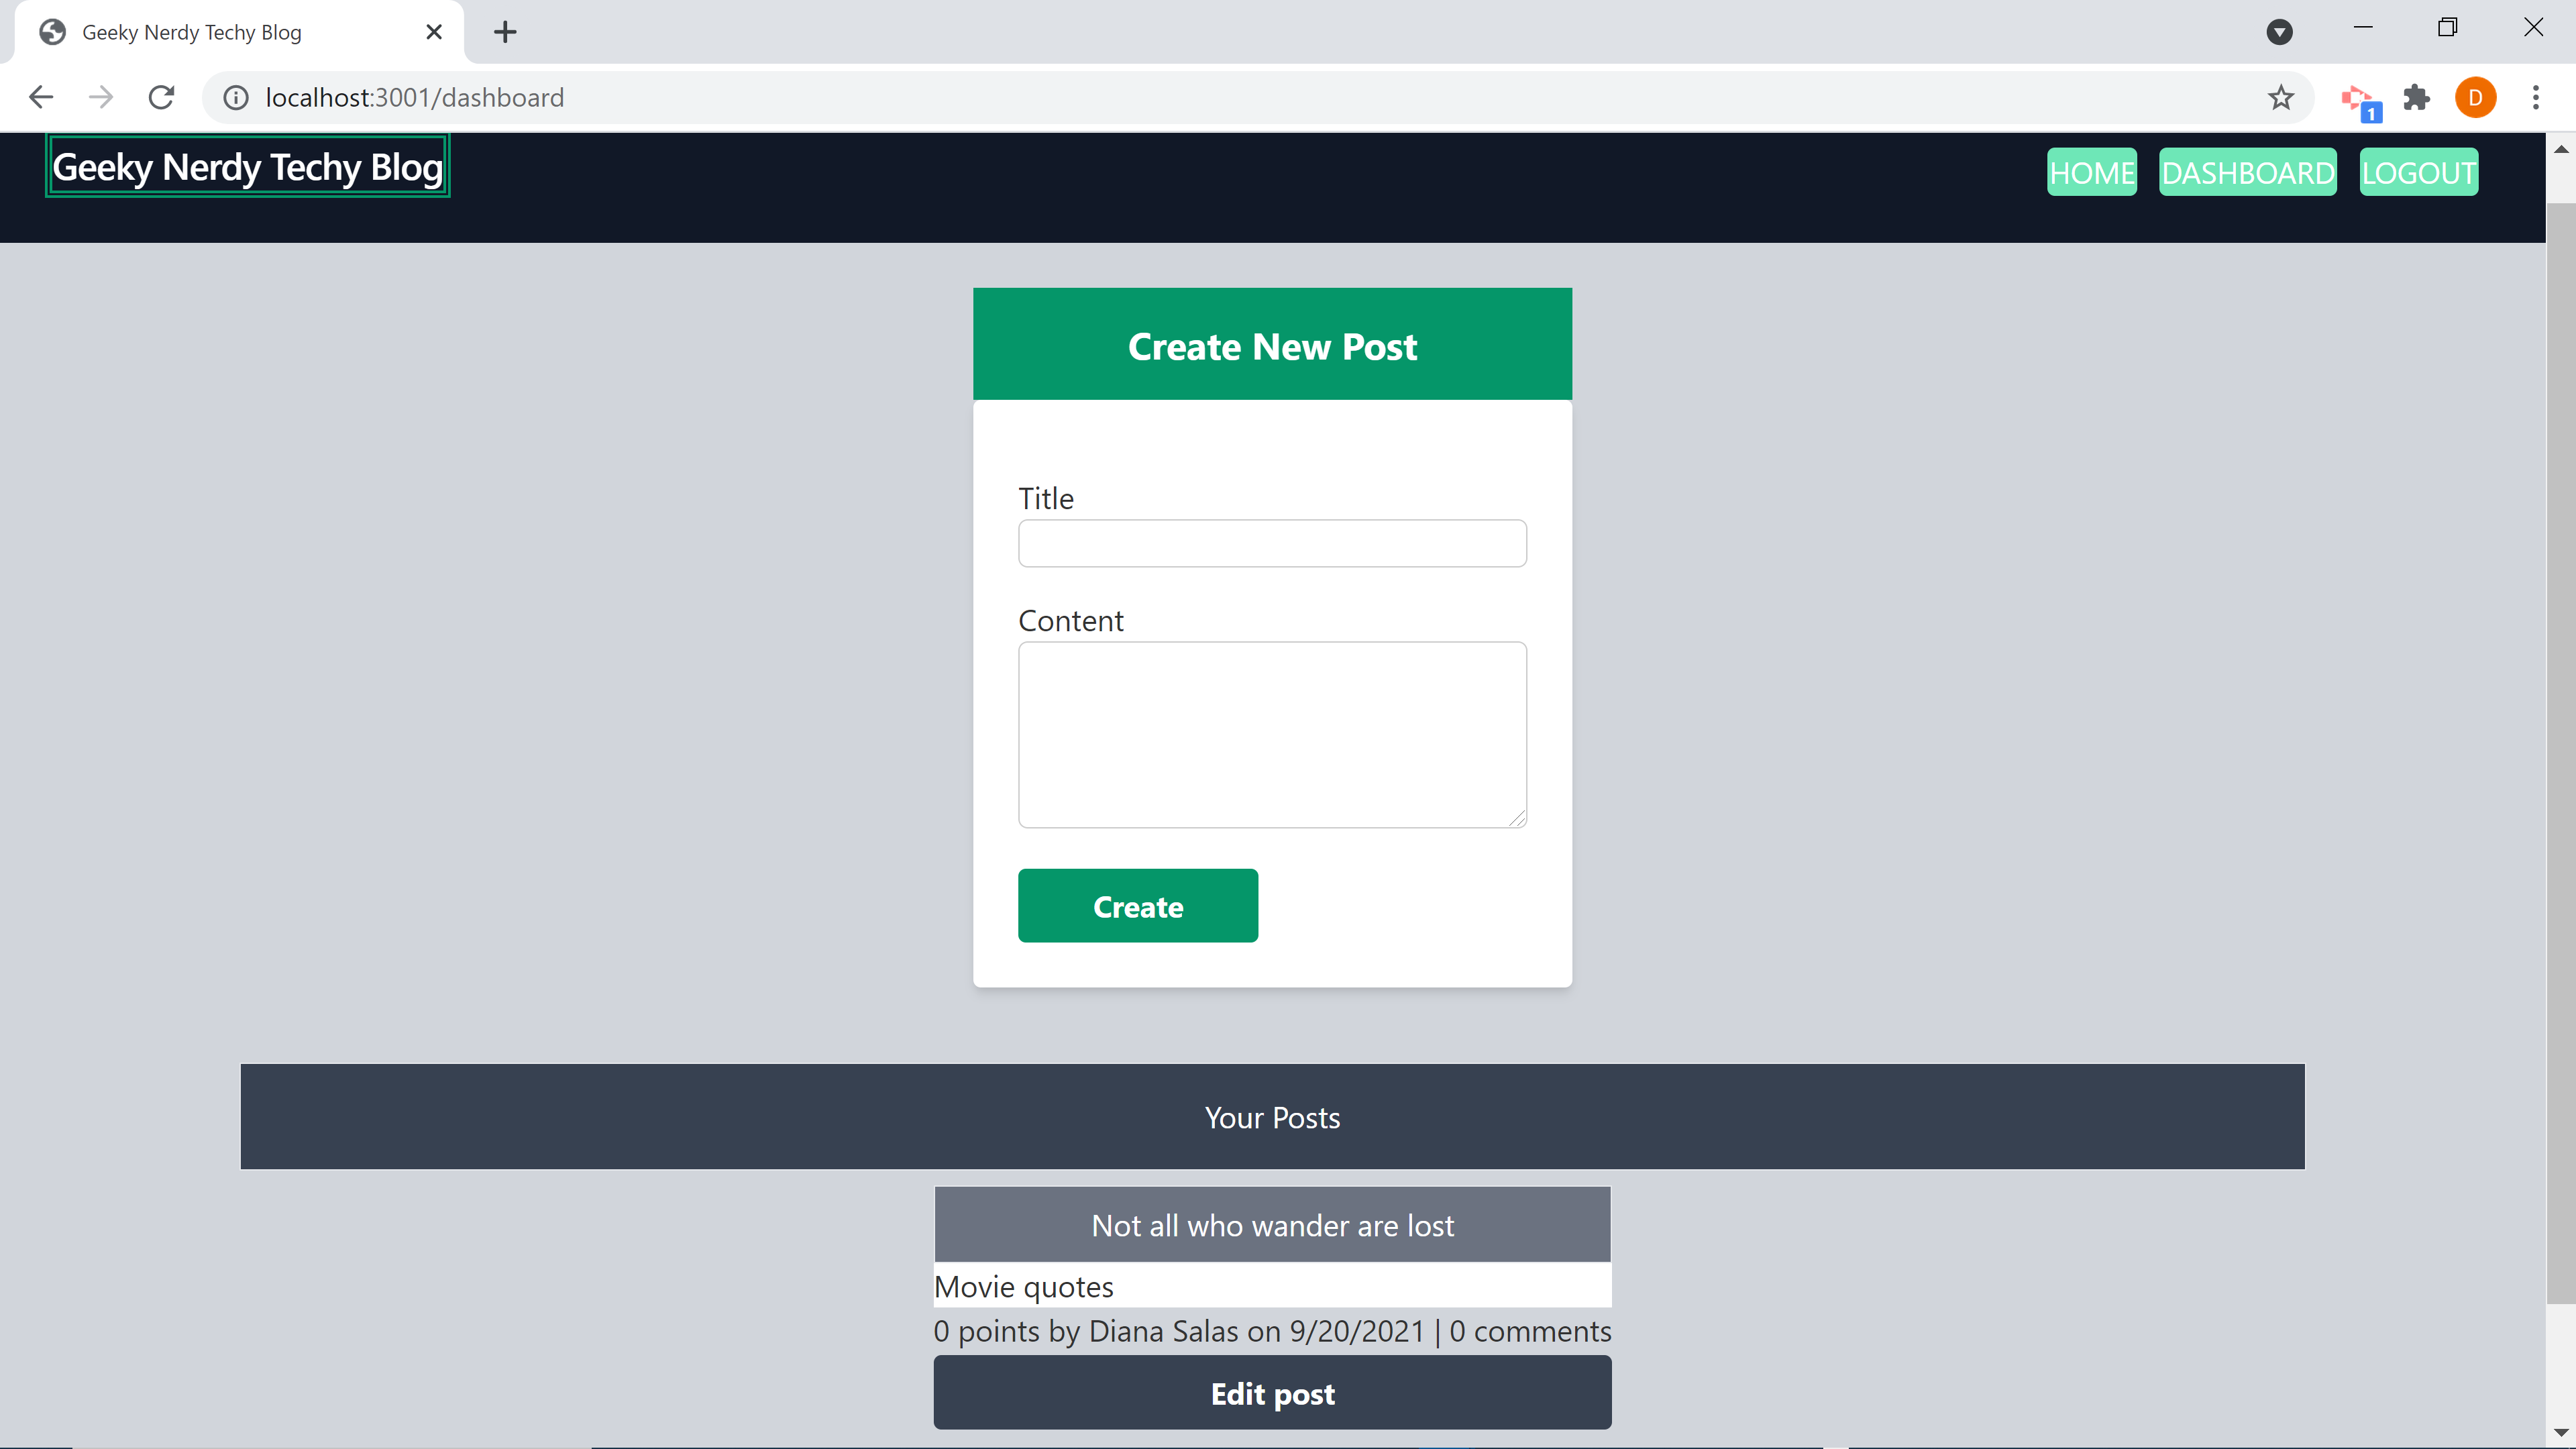 Geeky Nerdy Techy Blog
localhost:3001/dashboard
1
D
Geeky Nerdy Techy Blog
HOME DASHBOARD LOGOUT
Create New Post
Title
Content
Create
Your Posts
Not all who wander are lost
Movie quotes
0 points by Diana Salas on 9/20/2021 | 0 comments
Edit post